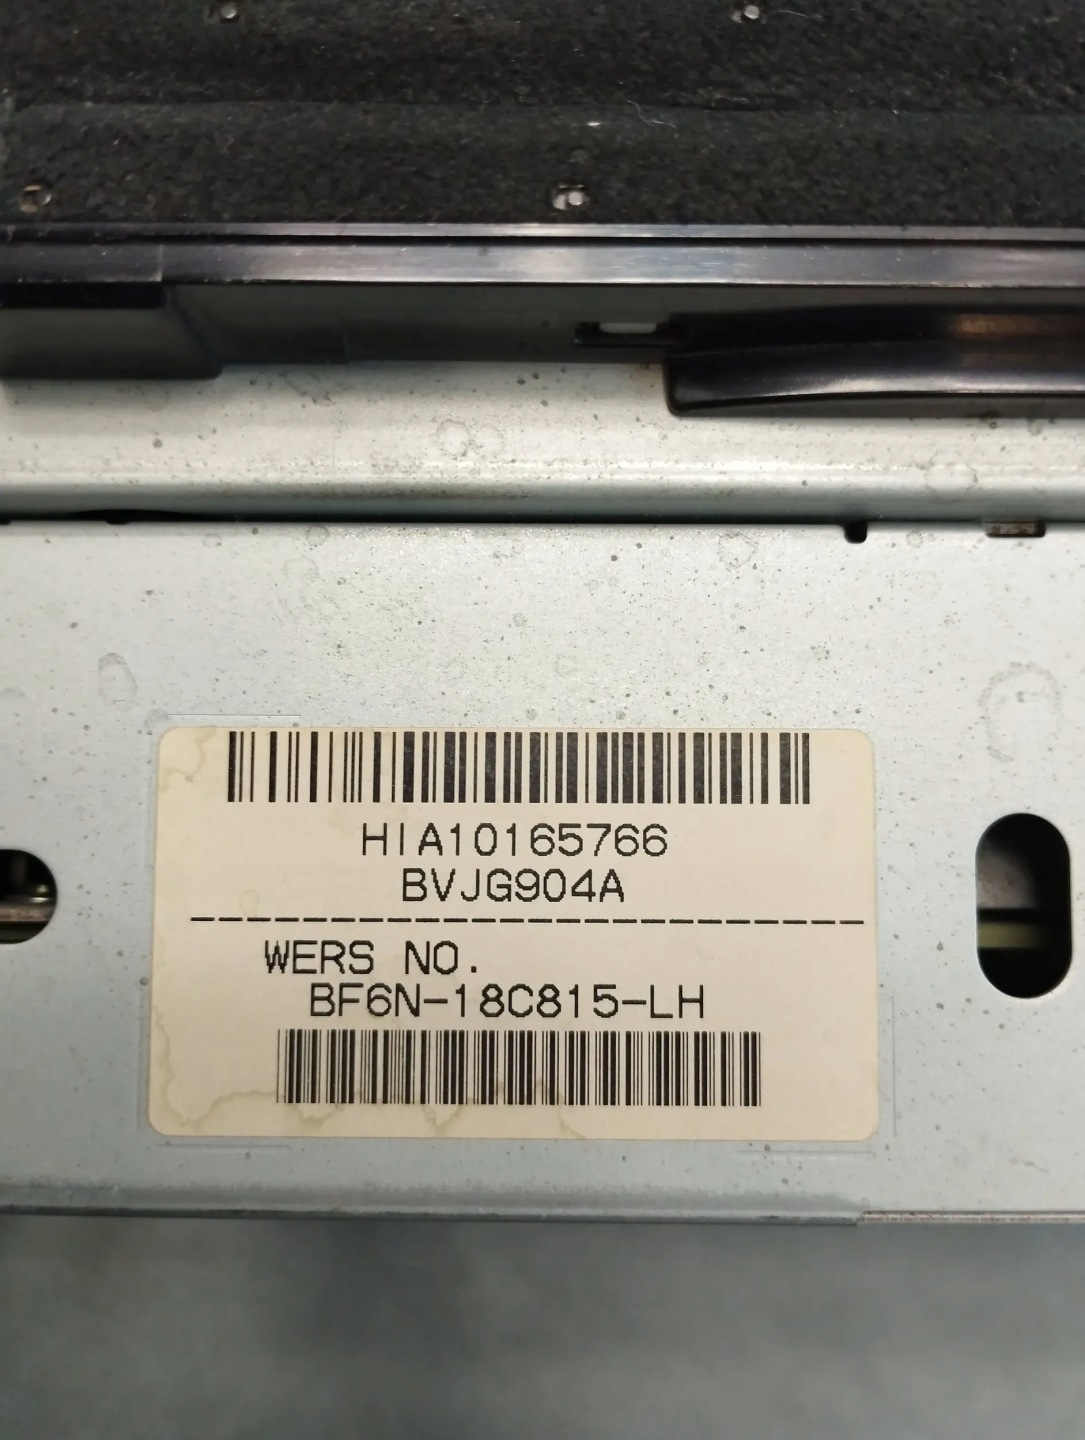 HIA10165766
BVJG904A
WERS NO.
BF6N-18C815-LH